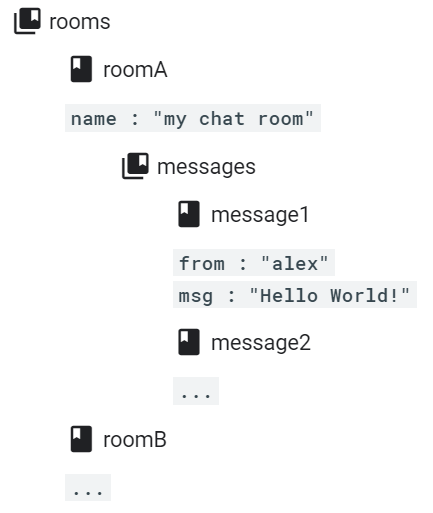 rooms
roomA
name : "my chat room"
messages
message1
from : "alex"
msg : "Hello World!"
message2
...
roomB
...